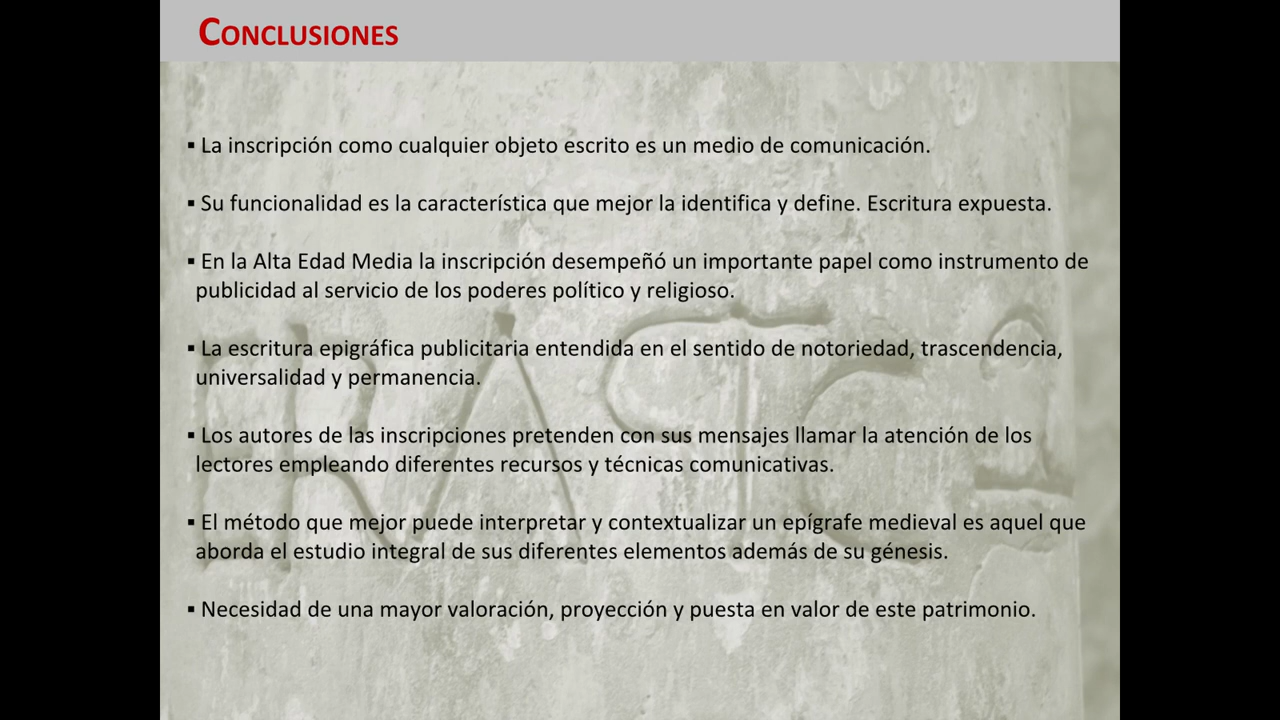 Conclusiones
▪ La inscripción como cualquier objeto escrito es un medio de comunicación.
▪ Su funcionalidad es la característica que mejor la identifica y define. Escritura expuesta.
▪ En la Alta Edad Media la inscripción desempeñó un importante papel como instrumento de
publicidad al servicio de los poderes político y religioso.
▪ La escritura epigráfica publicitaria entendida en el sentido de notoriedad, trascendencia,
universalidad y permanencia.
▪ Los autores de las inscripciones pretenden con sus mensajes llamar la atención de los
lectores empleando diferentes recursos y técnicas comunicativas.
▪ El método que mejor puede interpretar y contextualizar un epígrafe medieval es aquel que
aborda el estudio integral de sus diferentes elementos además de su génesis.
▪ Necesidad de una mayor valoración, proyección y puesta en valor de este patrimonio.